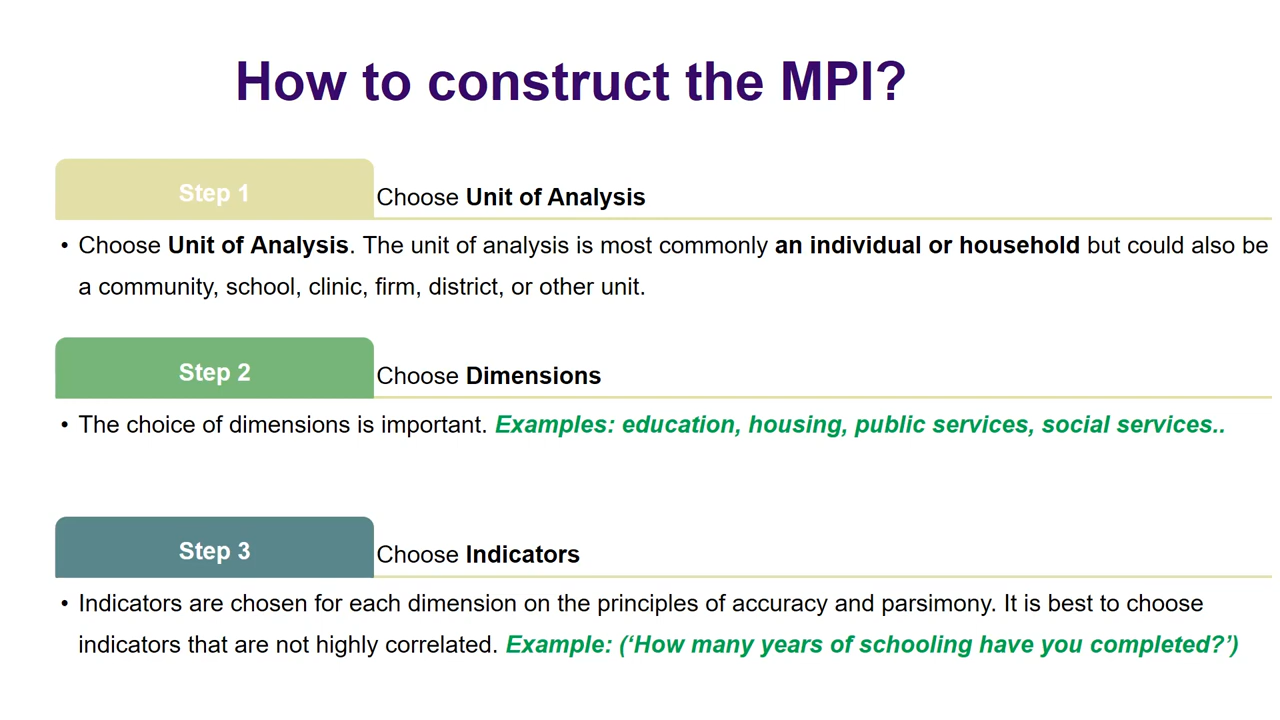 How to construct the MPI?
Step 1
Choose Unit of Analysis
• Choose Unit of Analysis. The unit of analysis is most commonly an individual or household but could also be
a community, school, clinic, firm, district, or other unit.
Step 2
Choose Dimensions
• The choice of dimensions is important. Examples: education, housing, public services, social services..
Step 3
Choose Indicators
• Indicators are chosen for each dimension on the principles of accuracy and parsimony. It is best to choose
indicators that are not highly correlated. Example: (‘How many years of schooling have you completed?’)